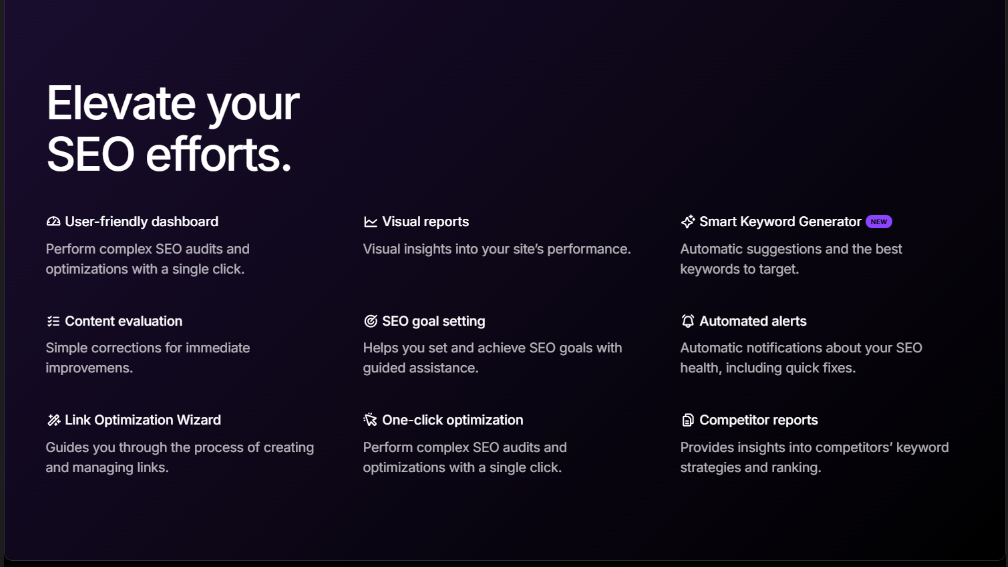 Elevate your
SEO efforts.
User-friendly dashboard
Perform complex SEO audits and
optimizations with a single click.
Visual reports
Visual insights into your site’s performance.
Smart Keyword Generator NEW
Automatic suggestions and the best
keywords to target.
Content evaluation
Simple corrections for immediate
improvemens.
SEO goal setting
Helps you set and achieve SEO goals with
guided assistance.
Automated alerts
Automatic notifications about your SEO
health, including quick fixes.
Link Optimization Wizard
Guides you through the process of creating
and managing links.
One-click optimization
Perform complex SEO audits and
optimizations with a single click.
Competitor reports
Provides insights into competitors’ keyword
strategies and ranking.